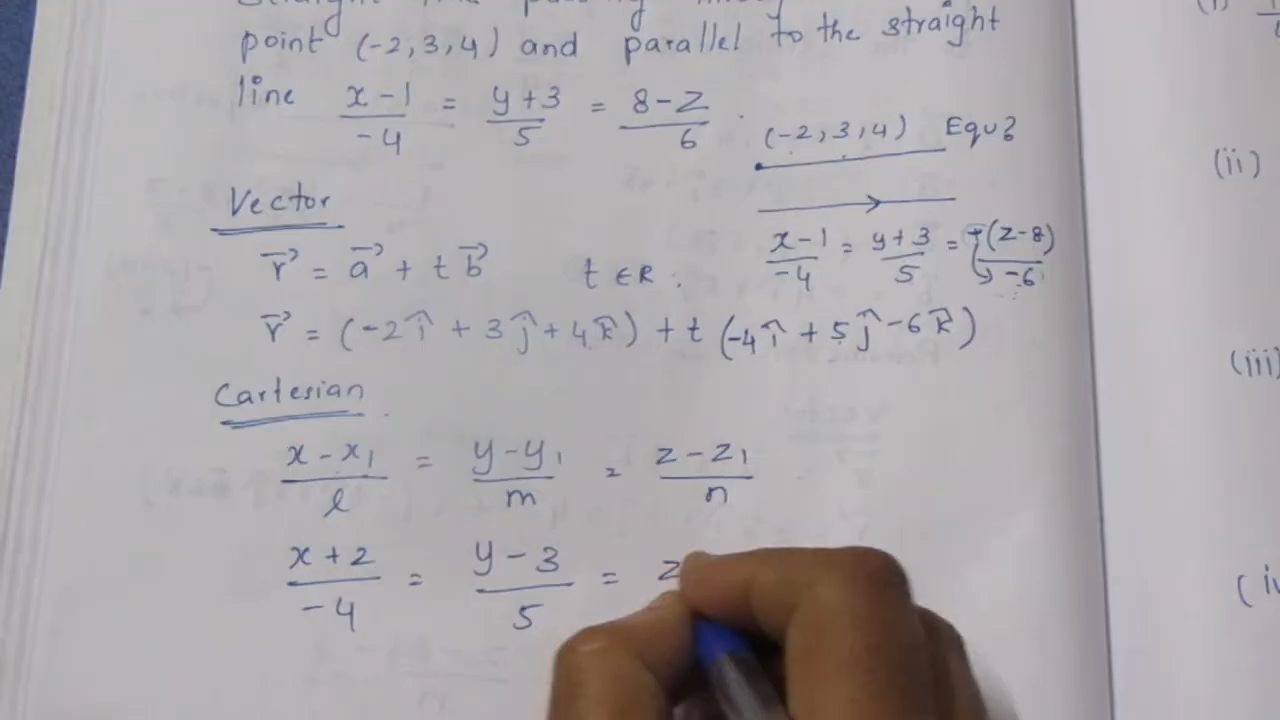 point (-2,3,4) and parallel to the straight
line x-1/-4 = y+3/5 = 8-z/6 .
(-2,3,4) Equ?
x-1/-4 = y+3/5 = -(z-8)/-6
Vector
r⃗ = a⃗ + t b⃗ t ∈ R .
r⃗ = (-2î + 3ĵ + 4k⃗) + t (-4î + 5ĵ - 6k⃗)
Cartesian
x-x₁/l = y-y₁/m = z-z₁/n
x+2/-4 = y-3/5 = z
(ii)
(iii)